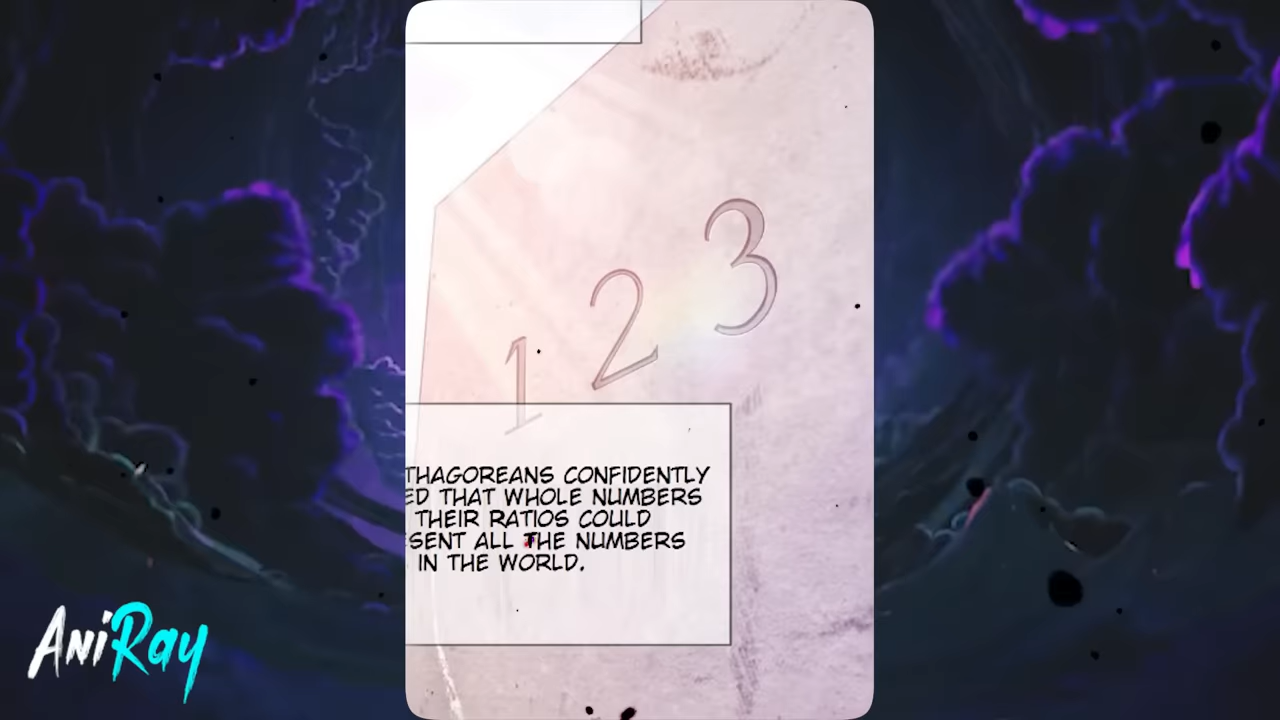 1 2 3
THAGOREANS CONFIDENTLY
ED THAT WHOLE NUMBERS
THEIR RATIOS COULD
SENT ALL THE NUMBERS
IN THE WORLD.
AniRay